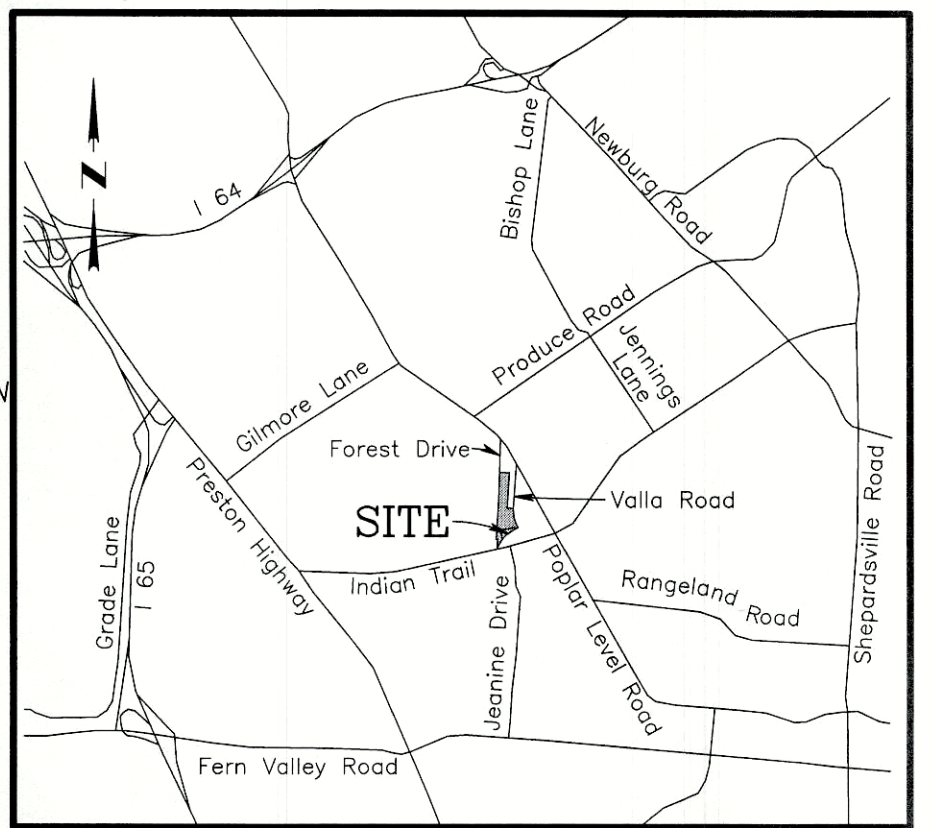 Newburg Road
Bishop Lane
N
I 64
Produce Road
Jennings
Lane
Gilmore Lane
Forest Drive
Valla Road
SITE
Preston Highway
Indian Trail
Poplar Level Road
Rangeland Road
Shepardsville Road
Grade Lane
I 65
Jeanine Drive
Fern Valley Road